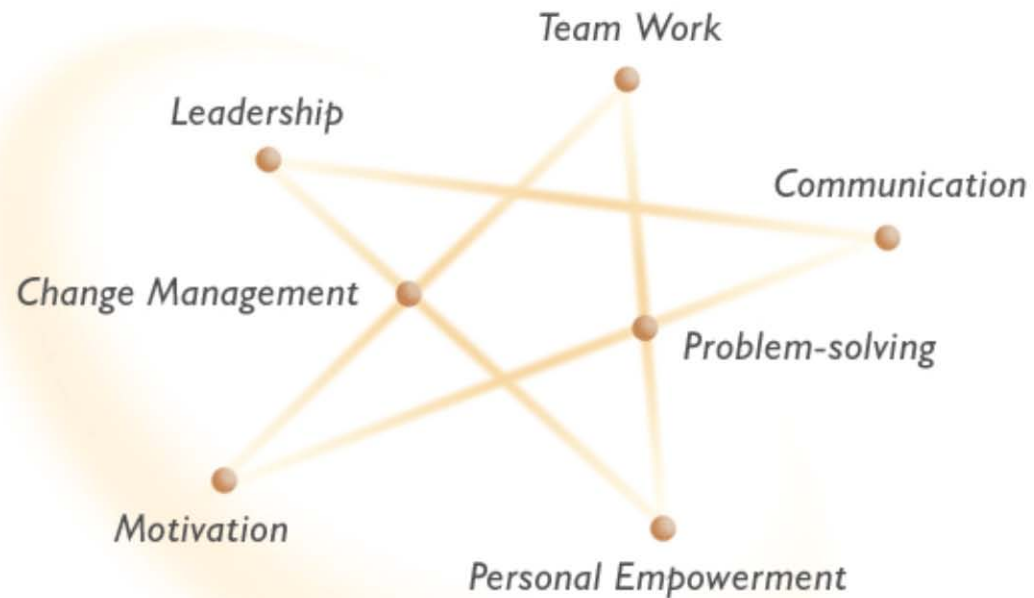 Team Work
Leadership
Communication
Change Management
Problem-solving
Motivation
Personal Empowerment